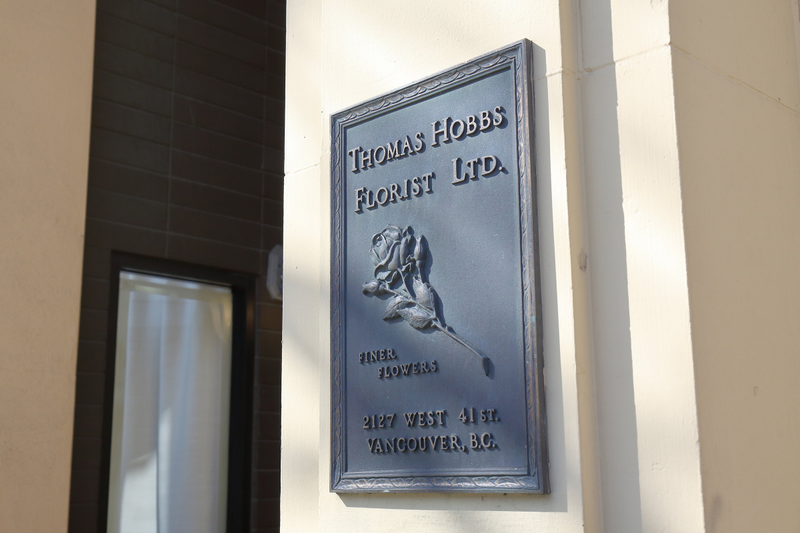 THOMAS HOBBS
FLORIST LTD.
FINER
FLOWERS
2127 WEST 41 ST.
VANCOUVER, B.C.